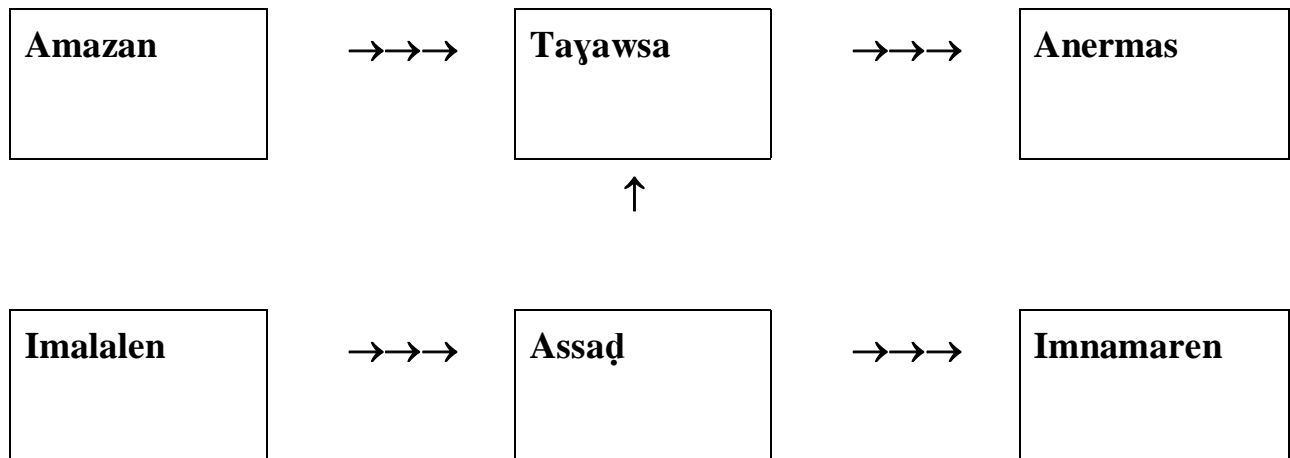 Amazan →→→ Taɣawsa →→→ Anermas
↑
Imalalen →→→ Assaḍ →→→ Imnamaren